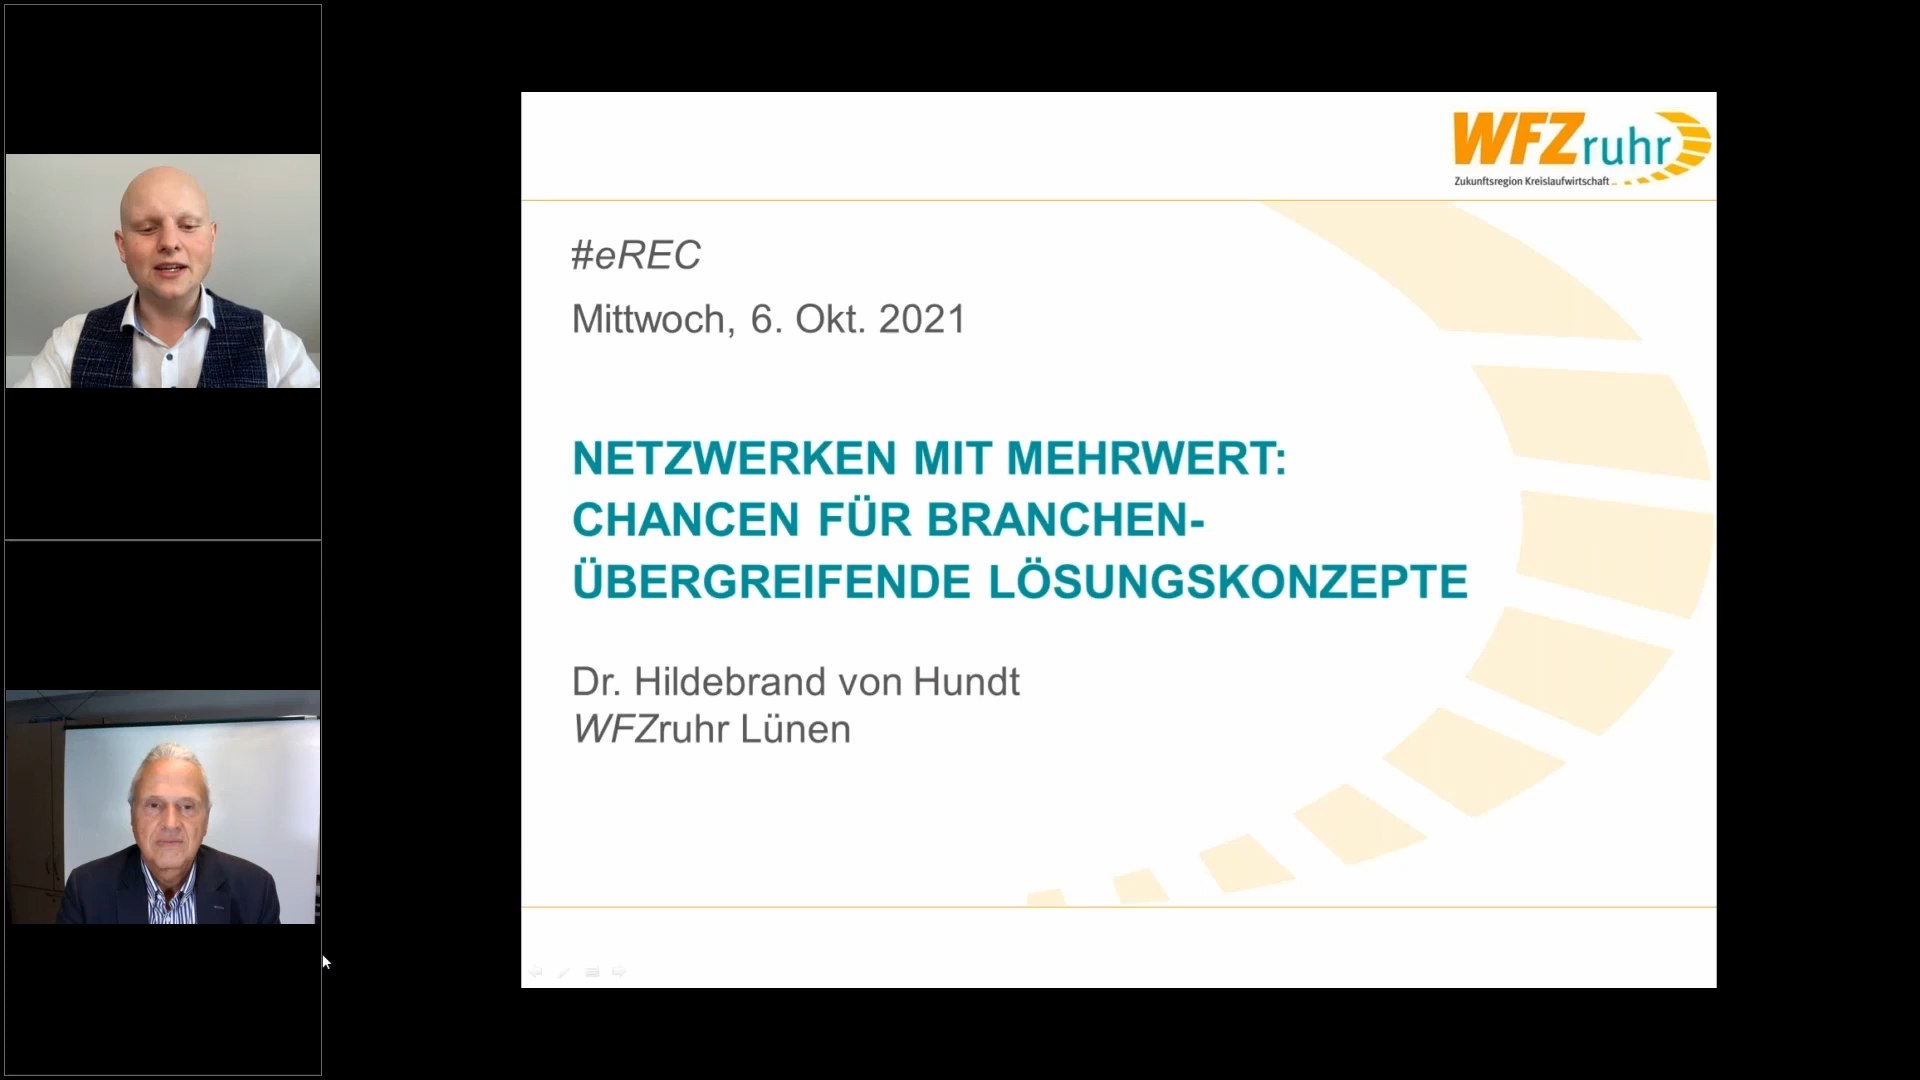 WFZruhr
Zukunftsregion Kreislaufwirtschaft
#eREC
Mittwoch, 6. Okt. 2021
NETZWERKEN MIT MEHRWERT:
CHANCEN FÜR BRANCHEN-
ÜBERGREIFENDE LÖSUNGSKONZEPTE
Dr. Hildebrand von Hundt
WFZruhr Lünen